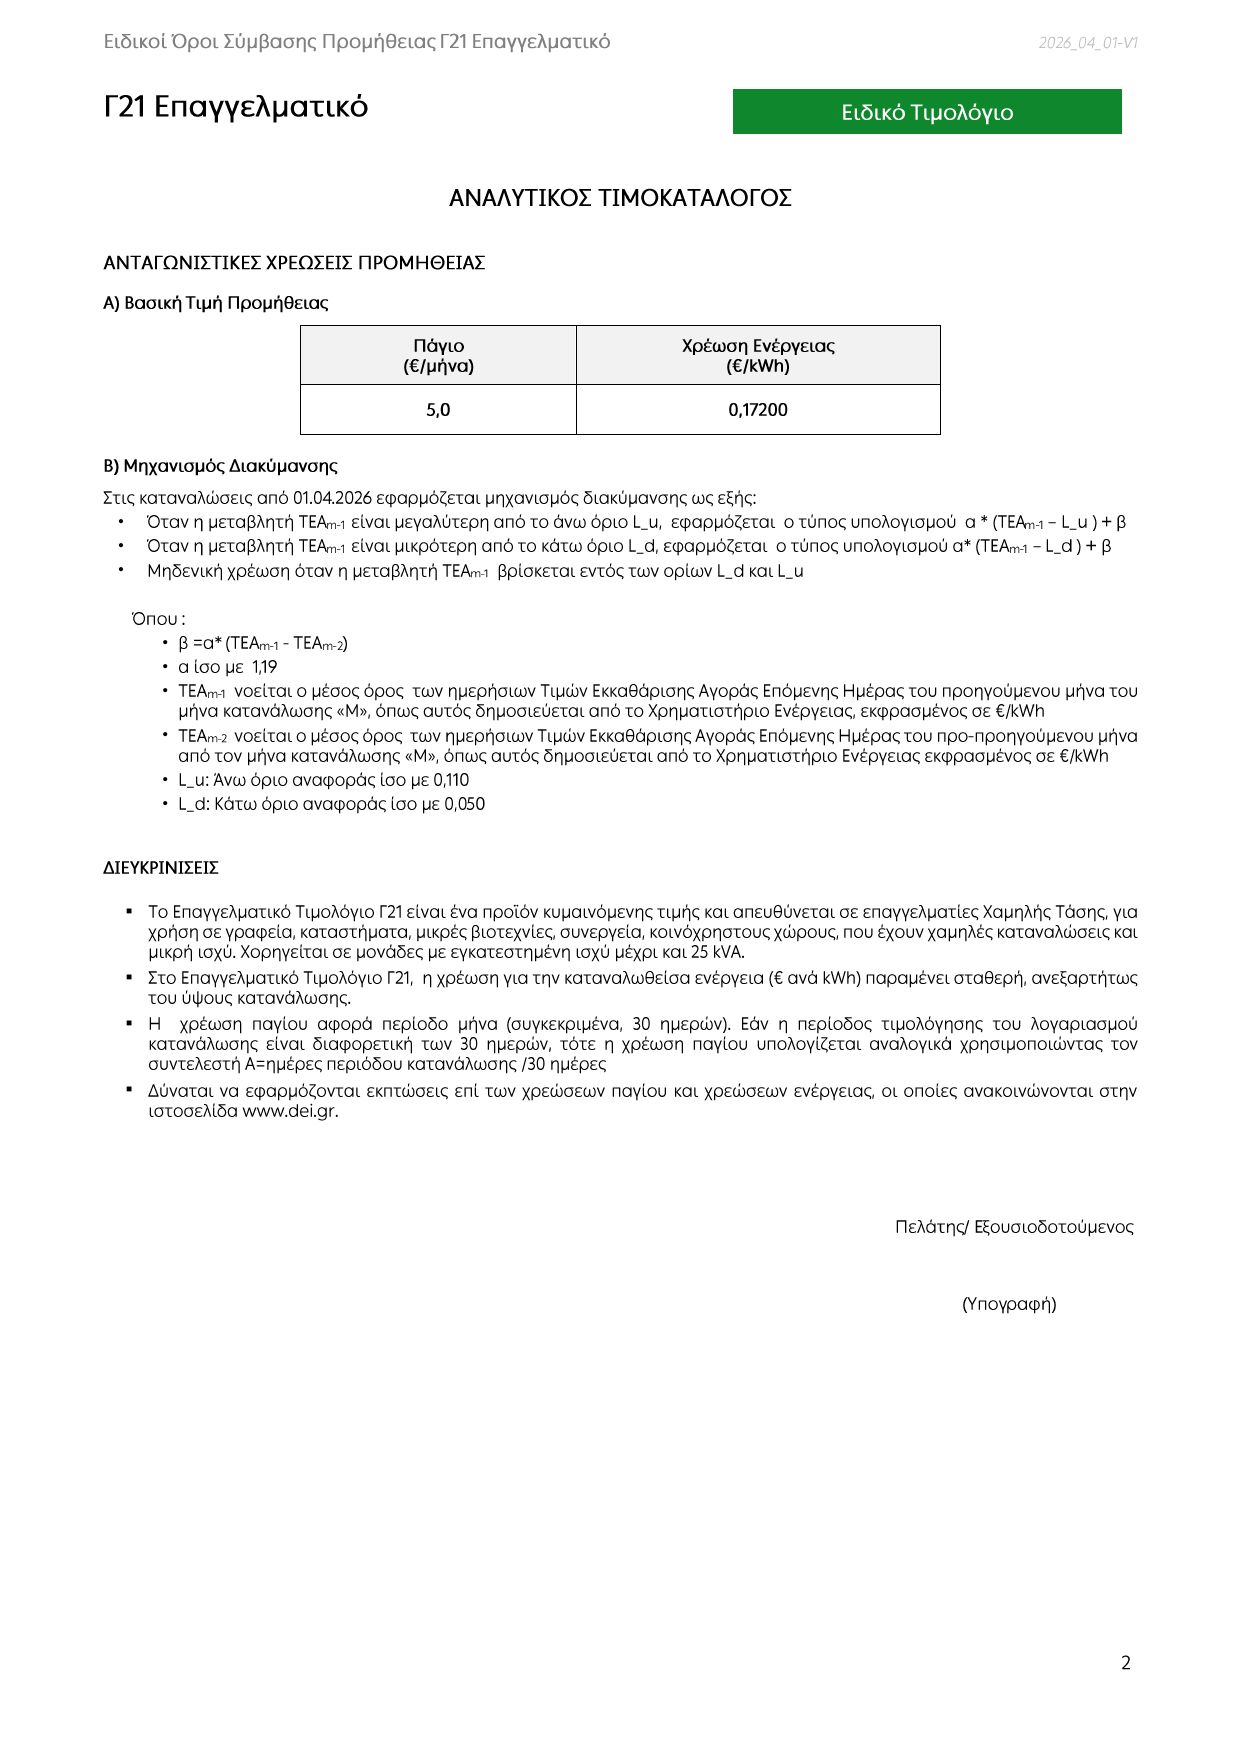 Ειδικοί Όροι Σύμβασης Προμήθειας Γ21 Επαγγελματικό
2026_04_01-V1
Γ21 Επαγγελματικό
Ειδικό Τιμολόγιο
ΑΝΑΛΥΤΙΚΟΣ ΤΙΜΟΚΑΤΑΛΟΓΟΣ
ΑΝΤΑΓΩΝΙΣΤΙΚΕΣ ΧΡΕΩΣΕΙΣ ΠΡΟΜΗΘΕΙΑΣ
Α) Βασική Τιμή Προμήθειας
Πάγιο
(€/μήνα)
Χρέωση Ενέργειας
(€/kWh)
5,0
0,17200
Β) Μηχανισμός Διακύμανσης
Στις καταναλώσεις από 01.04.2026 εφαρμόζεται μηχανισμός διακύμανσης ως εξής:
• Όταν η μεταβλητή ΤΕΑm-1 είναι μεγαλύτερη από το άνω όριο L_u, εφαρμόζεται ο τύπος υπολογισμού α * (ΤΕΑm-1 – L_u ) + β
• Όταν η μεταβλητή ΤΕΑm-1 είναι μικρότερη από το κάτω όριο L_d, εφαρμόζεται ο τύπος υπολογισμού α* (ΤΕΑm-1 – L_d ) + β
• Μηδενική χρέωση όταν η μεταβλητή ΤΕΑm-1 βρίσκεται εντός των ορίων L_d και L_u
Όπου :
• β =α* (ΤΕΑm-1 - ΤΕΑm-2)
• α ίσο με 1,19
• ΤΕΑm-1 νοείται ο μέσος όρος των ημερήσιων Τιμών Εκκαθάρισης Αγοράς Επόμενης Ημέρας του προηγούμενου μήνα του
μήνα κατανάλωσης «Μ», όπως αυτός δημοσιεύεται από το Χρηματιστήριο Ενέργειας, εκφρασμένος σε €/kWh
• ΤΕΑm-2 νοείται ο μέσος όρος των ημερήσιων Τιμών Εκκαθάρισης Αγοράς Επόμενης Ημέρας του προ-προηγούμενου μήνα
από τον μήνα κατανάλωσης «Μ», όπως αυτός δημοσιεύεται από το Χρηματιστήριο Ενέργειας εκφρασμένος σε €/kWh
• L_u: Άνω όριο αναφοράς ίσο με 0,110
• L_d: Κάτω όριο αναφοράς ίσο με 0,050
ΔΙΕΥΚΡΙΝΙΣΕΙΣ
▪ Το Επαγγελματικό Τιμολόγιο Γ21 είναι ένα προϊόν κυμαινόμενης τιμής και απευθύνεται σε επαγγελματίες Χαμηλής Τάσης, για
χρήση σε γραφεία, καταστήματα, μικρές βιοτεχνίες, συνεργεία, κοινόχρηστους χώρους, που έχουν χαμηλές καταναλώσεις και
μικρή ισχύ. Χορηγείται σε μονάδες με εγκατεστημένη ισχύ μέχρι και 25 kVA.
▪ Στο Επαγγελματικό Τιμολόγιο Γ21, η χρέωση για την καταναλωθείσα ενέργεια (€ ανά kWh) παραμένει σταθερή, ανεξαρτήτως
του ύψους κατανάλωσης.
▪ Η χρέωση παγίου αφορά περίοδο μήνα (συγκεκριμένα, 30 ημερών). Εάν η περίοδος τιμολόγησης του λογαριασμού
κατανάλωσης είναι διαφορετική των 30 ημερών, τότε η χρέωση παγίου υπολογίζεται αναλογικά χρησιμοποιώντας τον
συντελεστή Α=ημέρες περιόδου κατανάλωσης /30 ημέρες
▪ Δύναται να εφαρμόζονται εκπτώσεις επί των χρεώσεων παγίου και χρεώσεων ενέργειας, οι οποίες ανακοινώνονται στην
ιστοσελίδα www.dei.gr.
Πελάτης/ Εξουσιοδοτούμενος
(Υπογραφή)
2